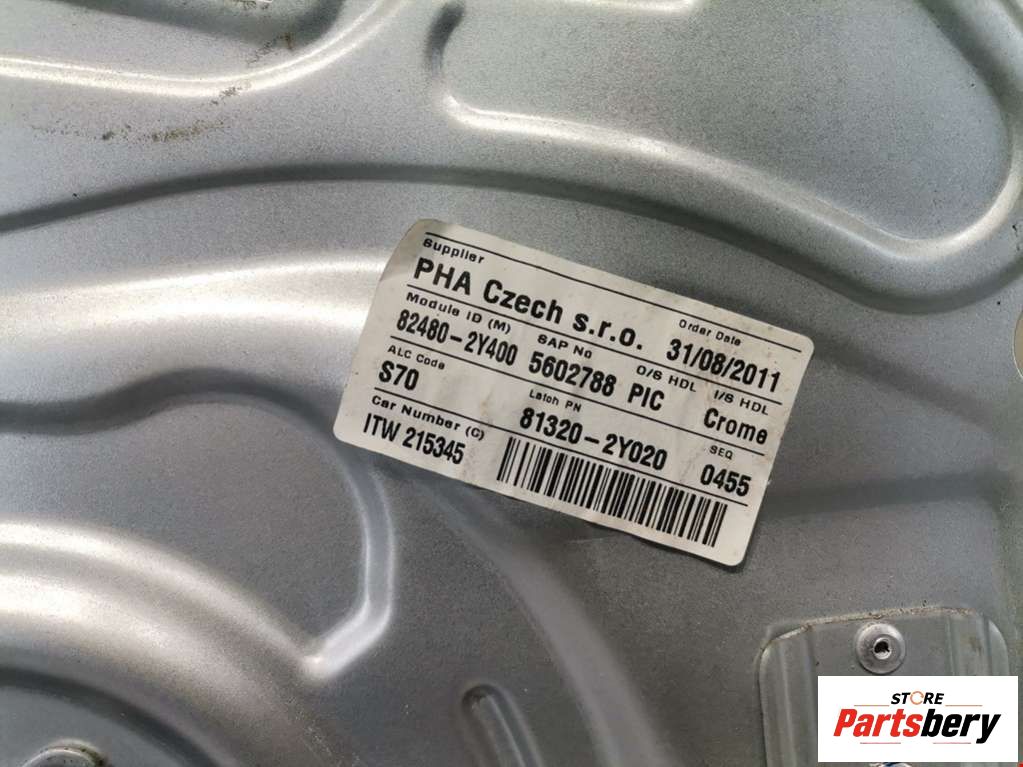 Supplier
PHA Czech s.r.o.
Order Date
31/08/2011
Module ID (M)
82480-2Y400
SAP No
5602788
O/S HDL
PIC
I/S HDL
Crome
ALC Code
S70
Latch PN
81320-2Y020
SEQ
0455
Car Number (C)
ITW 215345
STORE
Partsbery